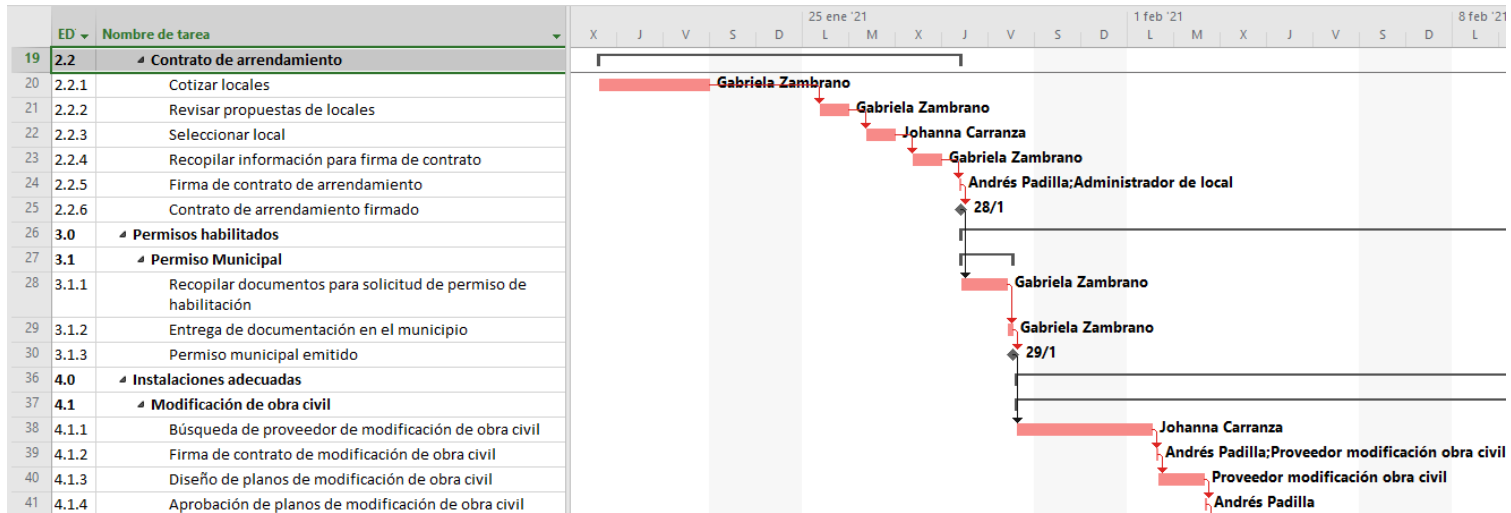 25 ene '21 1 feb '21 8 feb '21
ED Nombre de tarea X J V S D L M X J V S D L M X J V S D L
19 2.2 Contrato de arrendamiento
20 2.2.1 Cotizar locales Gabriela Zambrano
21 2.2.2 Revisar propuestas de locales Gabriela Zambrano
22 2.2.3 Seleccionar local Johanna Carranza
23 2.2.4 Recopilar información para firma de contrato Gabriela Zambrano
24 2.2.5 Firma de contrato de arrendamiento Andrés Padilla;Administrador de local
25 2.2.6 Contrato de arrendamiento firmado 28/1
26 3.0 Permisos habilitados
27 3.1 Permiso Municipal
28 3.1.1 Recopilar documentos para solicitud de permiso de Gabriela Zambrano
habilitación
29 3.1.2 Entrega de documentación en el municipio Gabriela Zambrano
30 3.1.3 Permiso municipal emitido 29/1
36 4.0 Instalaciones adecuadas
37 4.1 Modificación de obra civil
38 4.1.1 Búsqueda de proveedor de modificación de obra civil Johanna Carranza
39 4.1.2 Firma de contrato de modificación de obra civil Andrés Padilla;Proveedor modificación obra civil
40 4.1.3 Diseño de planos de modificación de obra civil Proveedor modificación obra civil
41 4.1.4 Aprobación de planos de modificación de obra civil Andrés Padilla